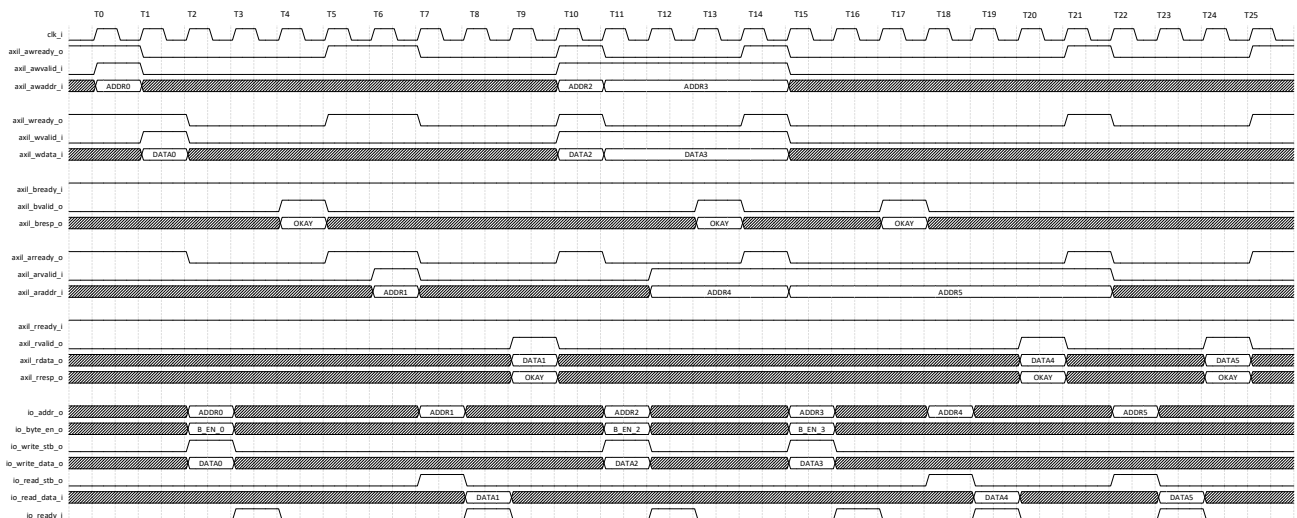 T0 T1 T2 T3 T4 T5 T6 T7 T8 T9 T10 T11 T12 T13 T14 T15 T16 T17 T18 T19 T20 T21 T22 T23 T24 T25
clk_i
axil_awready_o
axil_awvalid_i
axil_awaddr_i ADDR0 ADDR2 ADDR3
axil_wready_o
axil_wvalid_i
axil_wdata_i DATA0 DATA2 DATA3
axil_bready_i
axil_bvalid_o
axil_bresp_o OKAY OKAY OKAY
axil_arready_o
axil_arvalid_i
axil_araddr_i ADDR1 ADDR4 ADDR5
axil_rready_i
axil_rvalid_o
axil_rdata_o DATA1 DATA4 DATA5
axil_rresp_o OKAY OKAY OKAY
io_addr_o ADDR0 ADDR1 ADDR2 ADDR3 ADDR4 ADDR5
io_byte_en_o B_EN_0 B_EN_2 B_EN_3
io_write_stb_o
io_write_data_o DATA0 DATA2 DATA3
io_read_stb_o
io_read_data_i DATA1 DATA4 DATA5
io_ready_i